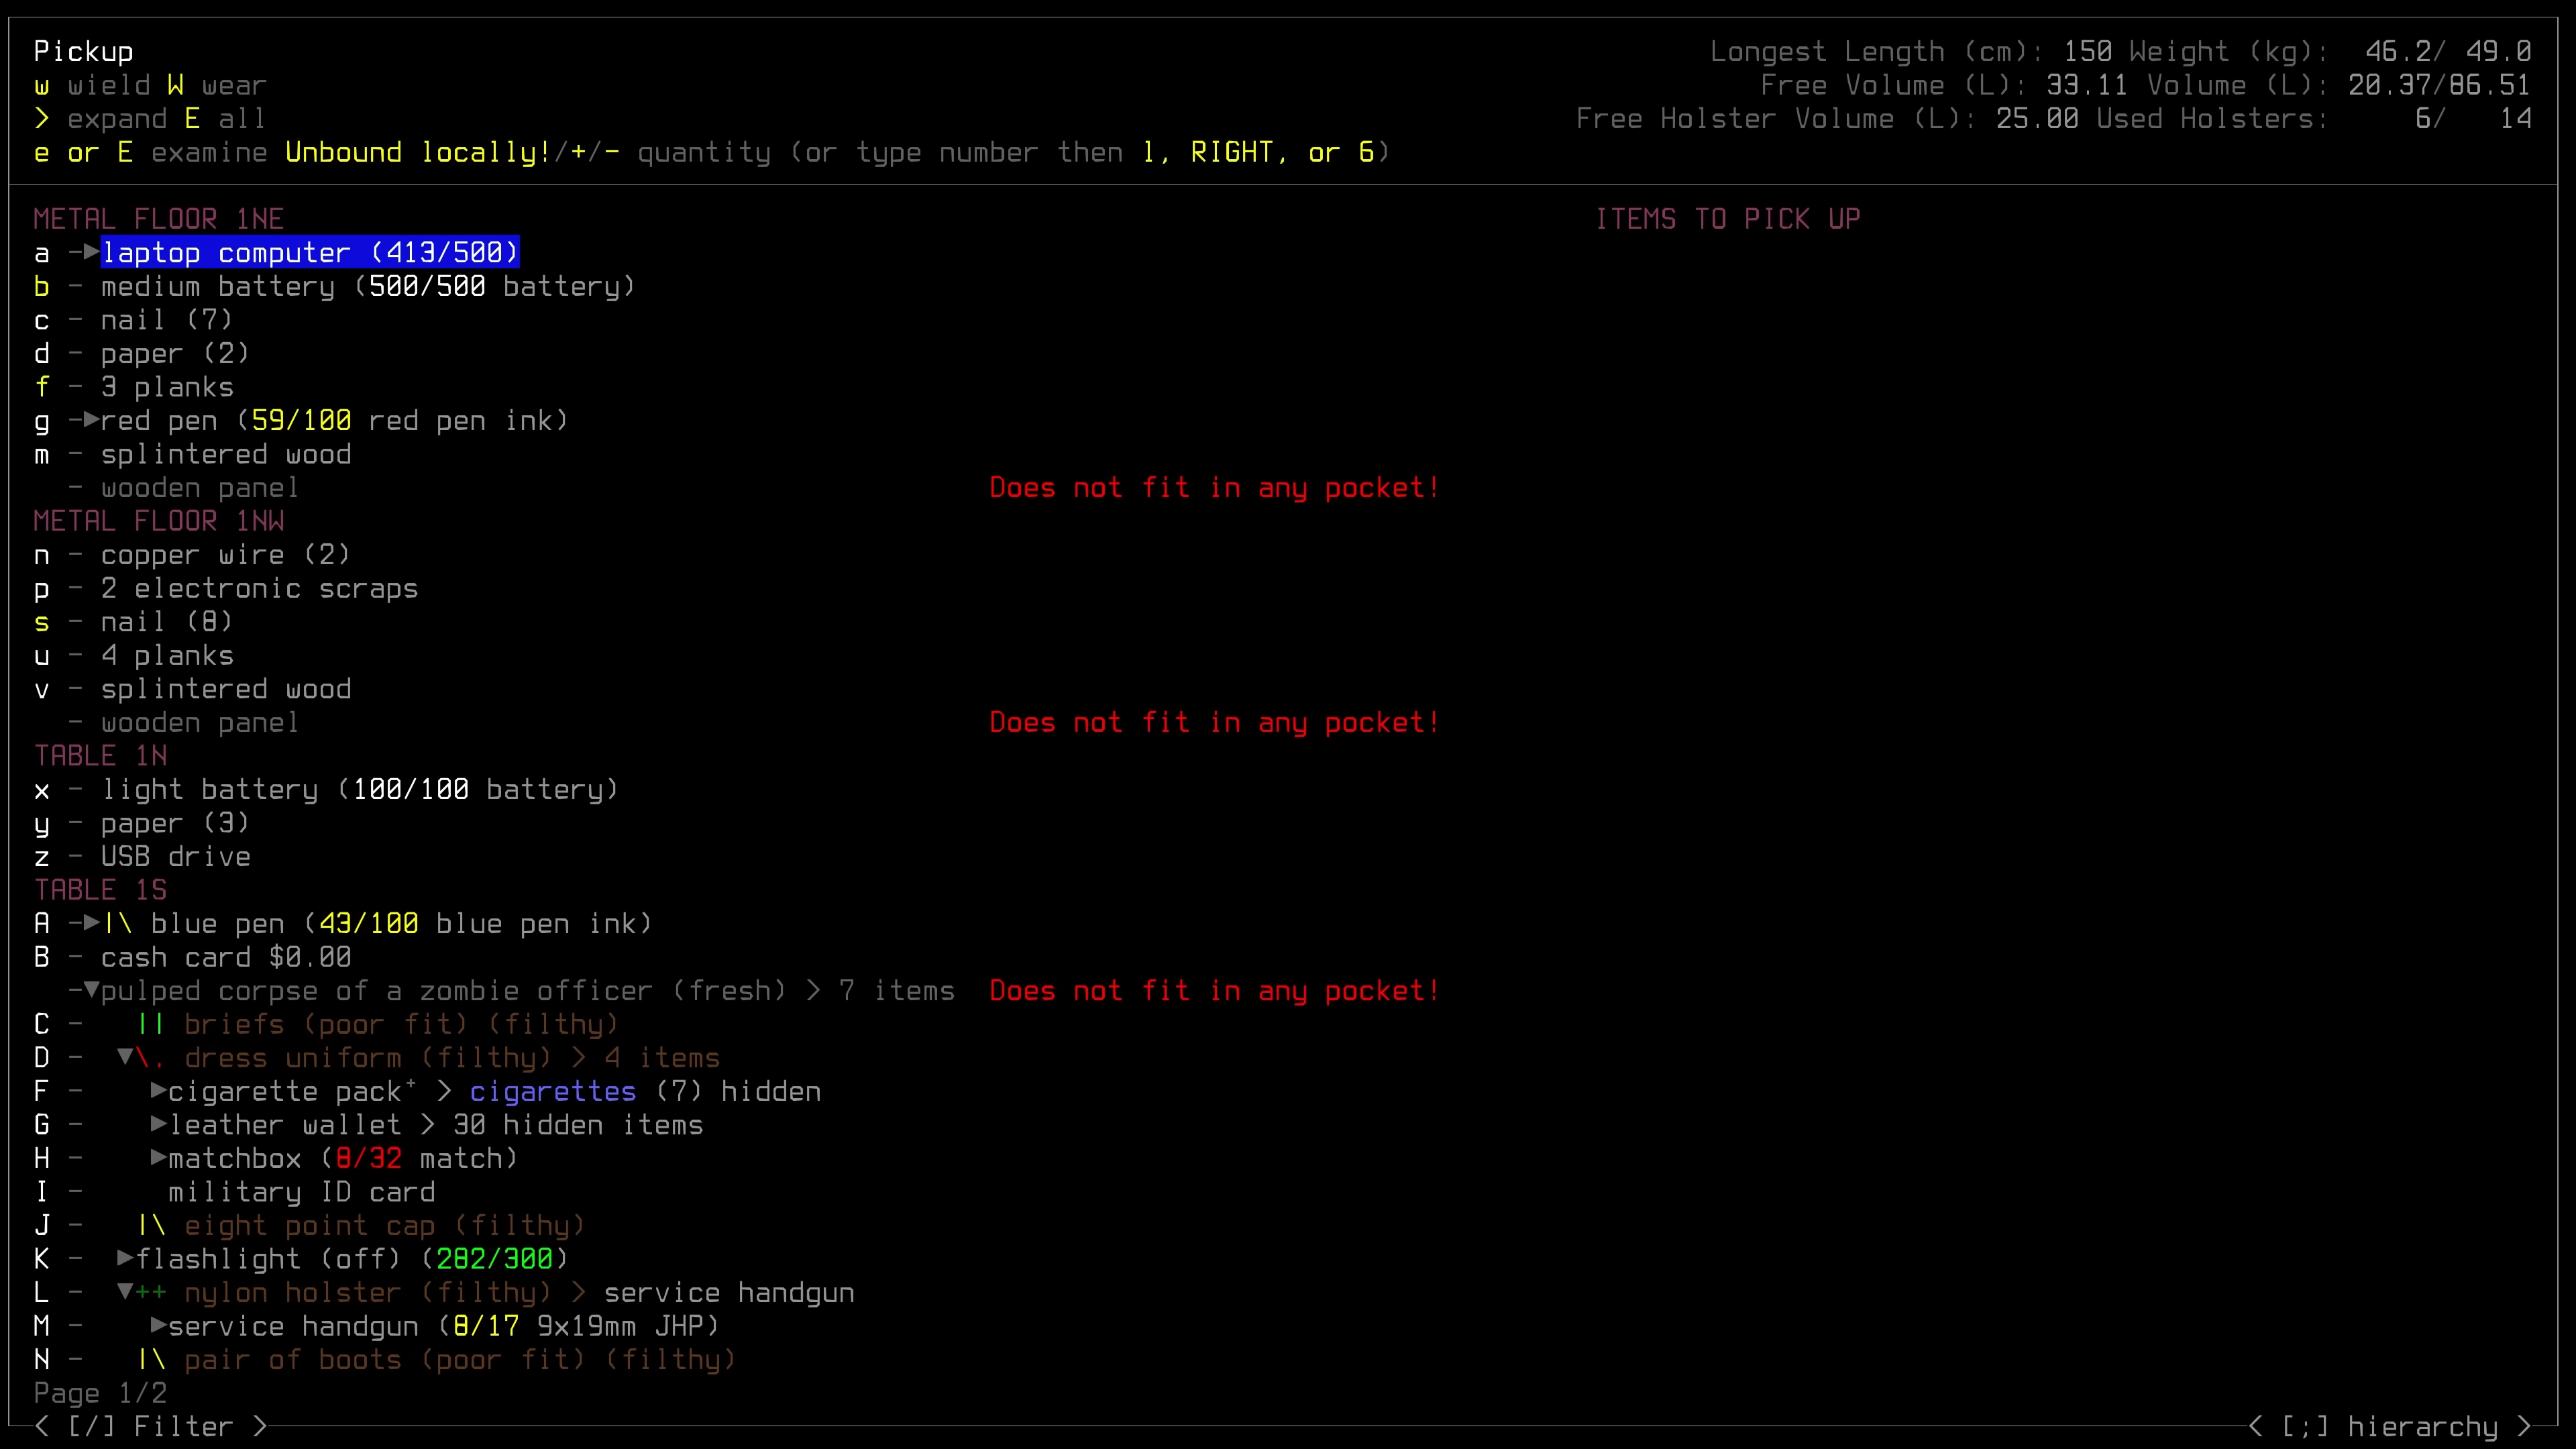 Pickup Longest Length (cm): 150 Weight (kg): 46.2/ 49.0
w wield W wear Free Volume (L): 33.11 Volume (L): 20.37/86.51
> expand E all Free Holster Volume (L): 25.00 Used Holsters: 6/ 14
e or E examine Unbound locally!/+/- quantity (or type number then l, RIGHT, or 6)
METAL FLOOR 1NE ITEMS TO PICK UP
a -▶laptop computer (413/500)
b - medium battery (500/500 battery)
c - nail (7)
d - paper (2)
f - 3 planks
g -▶red pen (59/100 red pen ink)
m - splintered wood
- wooden panel Does not fit in any pocket!
METAL FLOOR 1NW
n - copper wire (2)
p - 2 electronic scraps
s - nail (8)
u - 4 planks
v - splintered wood
- wooden panel Does not fit in any pocket!
TABLE 1N
x - light battery (100/100 battery)
y - paper (3)
z - USB drive
TABLE 1S
A -▶|\ blue pen (43/100 blue pen ink)
B - cash card $0.00
-▼pulped corpse of a zombie officer (fresh) > 7 items Does not fit in any pocket!
C - || briefs (poor fit) (filthy)
D - ▼\. dress uniform (filthy) > 4 items
F - ▶cigarette pack⁺ > cigarettes (7) hidden
G - ▶leather wallet > 30 hidden items
H - ▶matchbox (8/32 match)
I - military ID card
J - |\ eight point cap (filthy)
K - ▶flashlight (off) (282/300)
L - ▼++ nylon holster (filthy) > service handgun
M - ▶service handgun (8/17 9x19mm JHP)
N - |\ pair of boots (poor fit) (filthy)
Page 1/2
< [/] Filter > < [;] hierarchy >